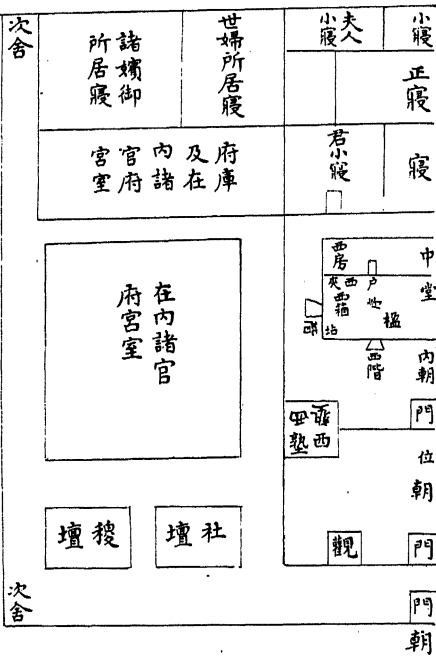 小寢
正寢
寢
中堂
內朝
門
位
朝
門
門
朝
夫人
小寢
君小寢
西房
戶
西夾
西箱
楹
坫
西階
西塾
觀
世婦所居寢
諸嬪御
所居寢
府庫
及在
內諸
官府
宮室
在內諸官
府宮室
社壇
稷壇
次舍
次舍